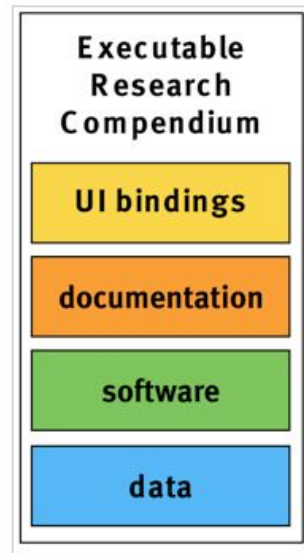 Executable
Research
Compendium
UI bindings
documentation
software
data